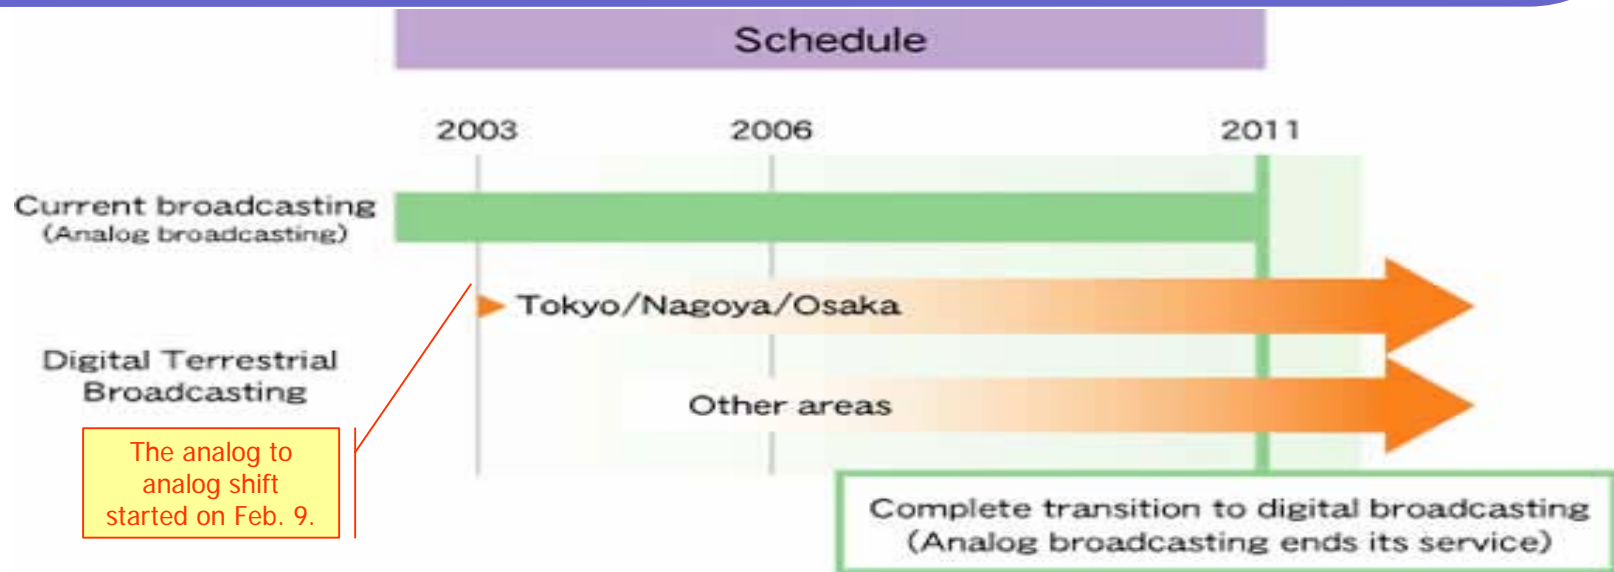 Schedule
2003
2006
2011
Current broadcasting
(Analog broadcasting)
Tokyo/Nagoya/Osaka
Digital Terrestrial
Broadcasting
Other areas
The analog to
analog shift
started on Feb. 9.
Complete transition to digital broadcasting
(Analog broadcasting ends its service)